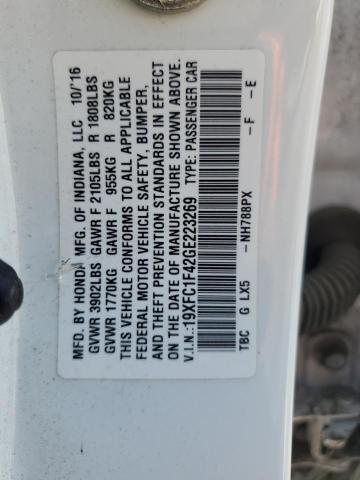 MFD. BY HONDA MFG. OF INDIANA, LLC 10/'16
GVWR 3902LBS GAWR F 2105LBS R 1808LBS
GVWR 1770KG GAWR F 955KG R 820KG
THIS VEHICLE CONFORMS TO ALL APPLICABLE
FEDERAL MOTOR VEHICLE SAFETY, BUMPER,
AND THEFT PREVENTION STANDARDS IN EFFECT
ON THE DATE OF MANUFACTURE SHOWN ABOVE.
V.I.N.: 19XFC1F42GE223269 TYPE: PASSENGER CAR
TBC G LX5 -NH788PX -F -E